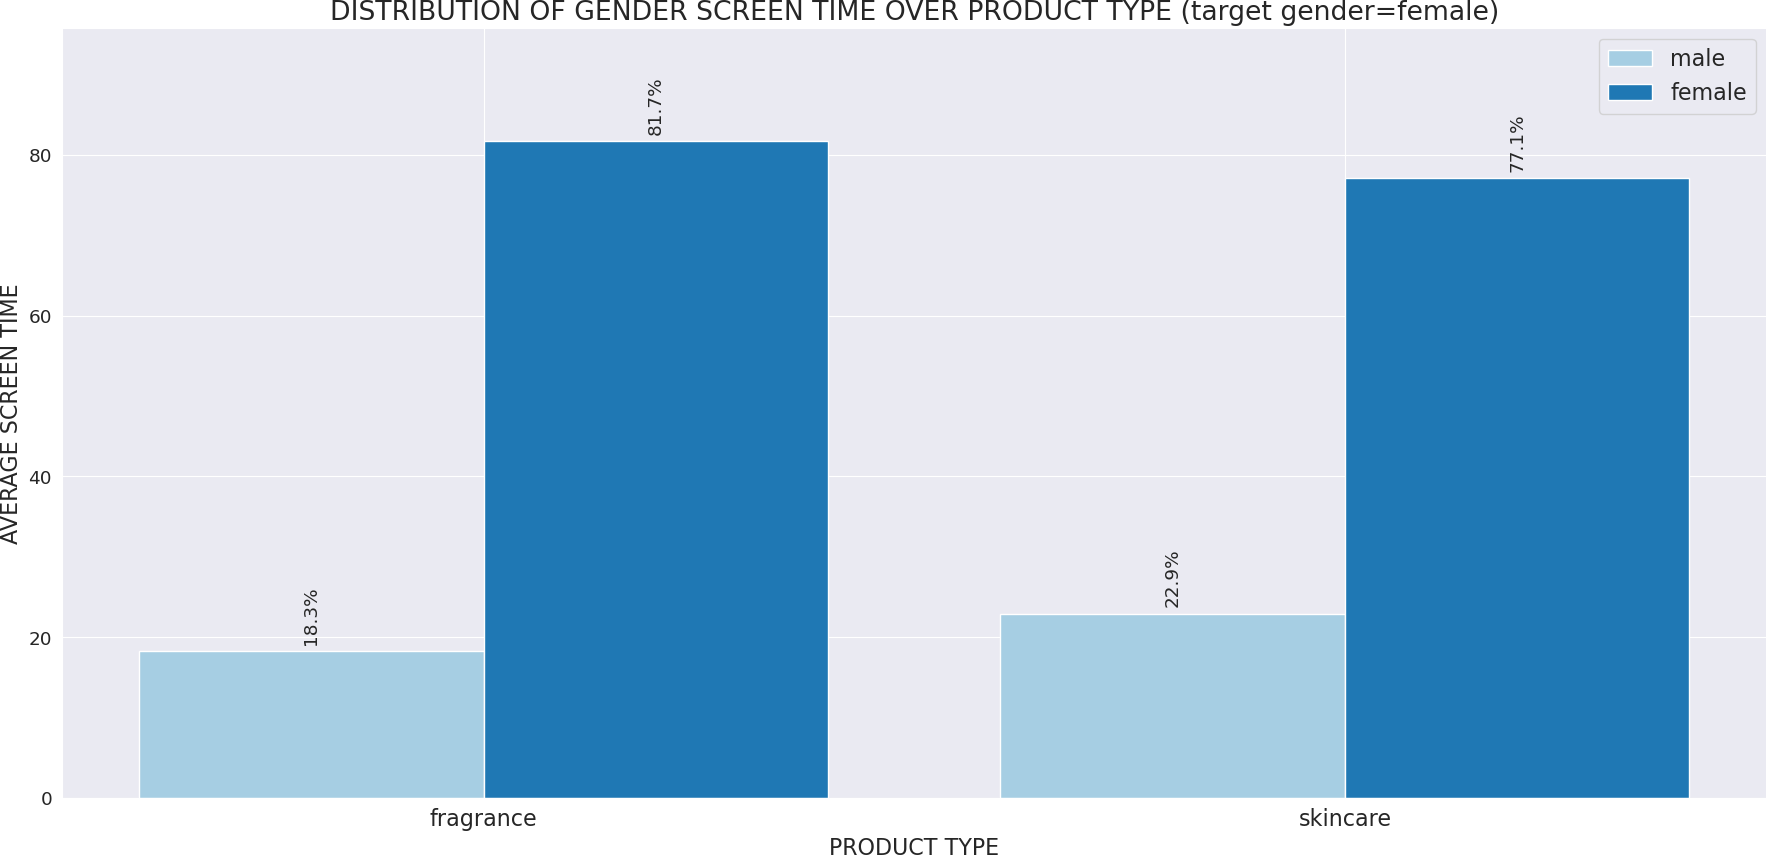 DISTRIBUTION OF GENDER SCREEN TIME OVER PRODUCT TYPE (target gender=female)
male
female
AVERAGE SCREEN TIME
80
60
40
20
0
18.3%
81.7%
22.9%
77.1%
fragrance
skincare
PRODUCT TYPE